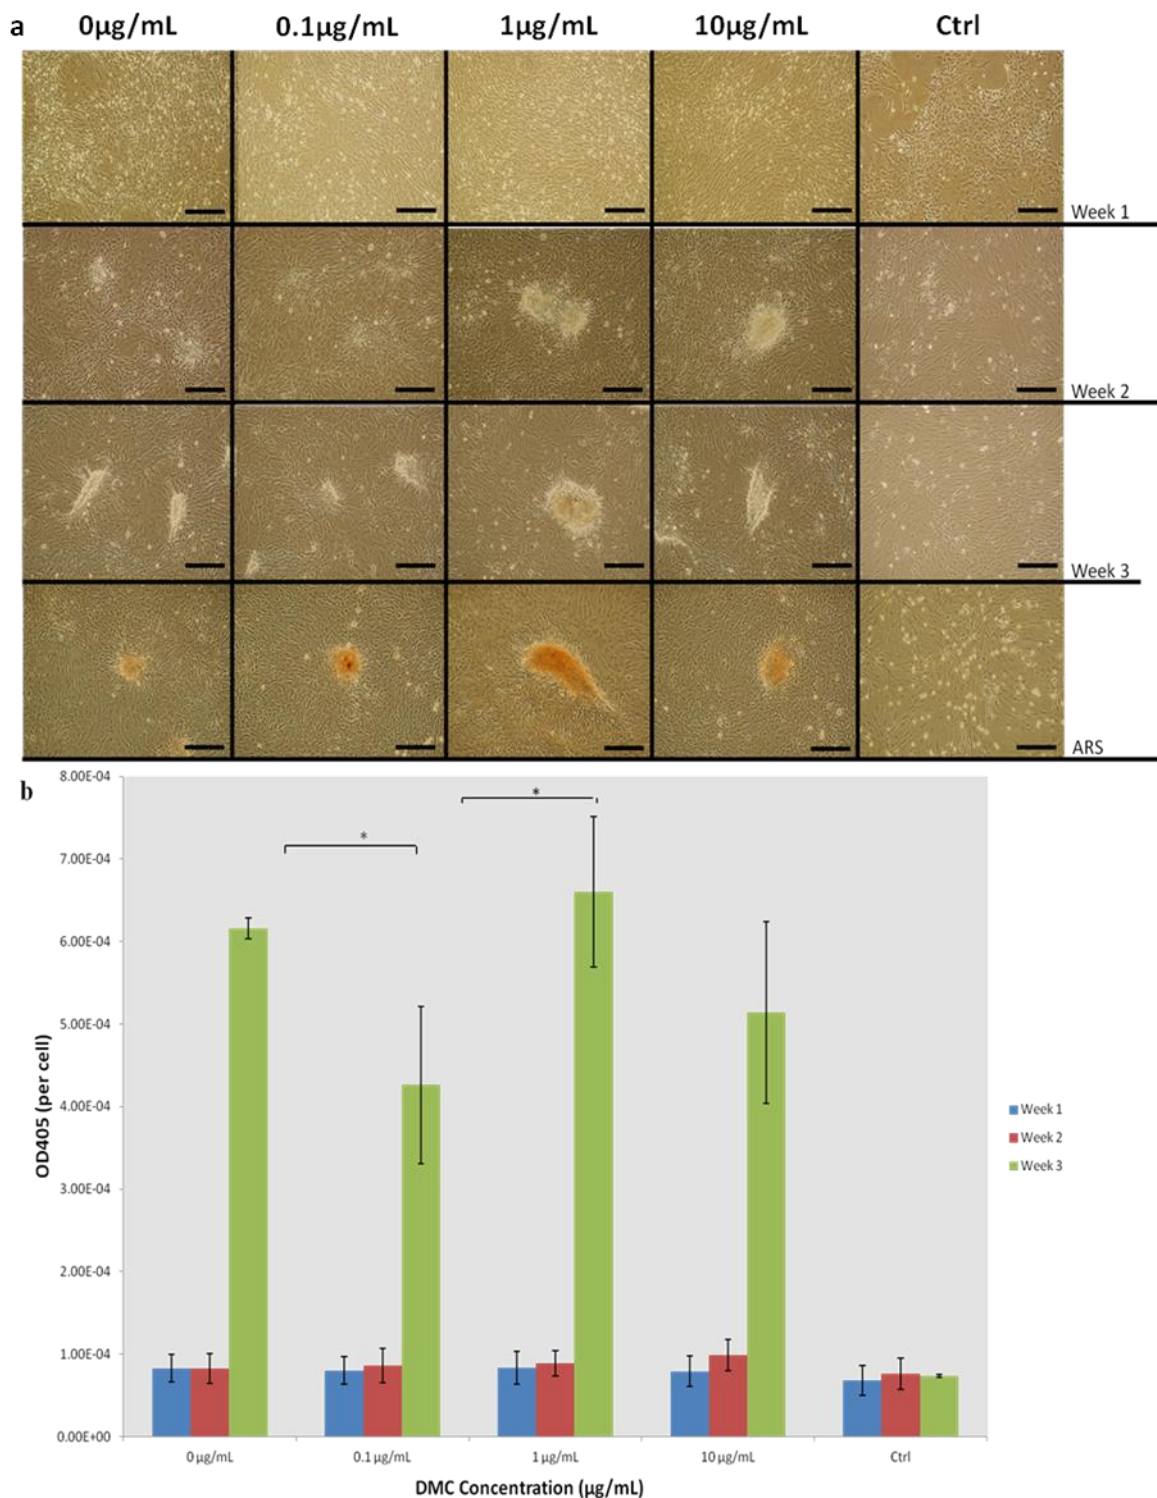 a 0µg/mL 0.1µg/mL 1µg/mL 10µg/mL Ctrl
Week 1
Week 2
Week 3
ARS
b
8.00E-04
7.00E-04
6.00E-04
5.00E-04
4.00E-04
3.00E-04
2.00E-04
1.00E-04
0.00E+00
OD405 (per cell)
*
*
Week 1
Week 2
Week 3
0 µg/mL 0.1 µg/mL 1 µg/mL 10 µg/mL Ctrl
DMC Concentration (µg/mL)